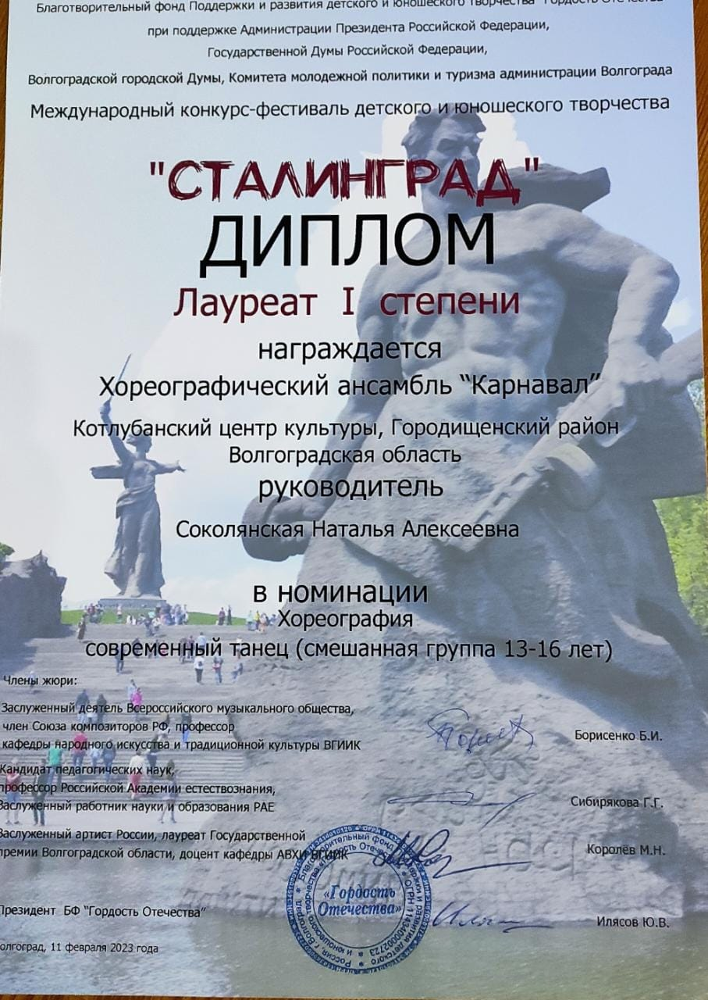 Благотворительный фонд Поддержки и развития детского и юношеского творчества "Гордость Отечества"
при поддержке Администрации Президента Российской Федерации,
Государственной Думы Российской Федерации,
Волгоградской городской Думы, Комитета молодежной политики и туризма администрации Волгограда
Международный конкурс-фестиваль детского и юношеского творчества
"СТАЛИНГРАД"
ДИПЛОМ
Лауреат I степени
награждается
Хореографический ансамбль “Карнавал”
Котлубанский центр культуры, Городищенский район
Волгоградская область
руководитель
Соколянская Наталья Алексеевна
в номинации
Хореография
современный танец (смешанная группа 13-16 лет)
Члены жюри:
Заслуженный деятель Всероссийского музыкального общества,
член Союза композиторов РФ, профессор
кафедры народного искусства и традиционной культуры ВГИИК
Борисенко Б.И.
Кандидат педагогических наук,
профессор Российской Академии естествознания,
Заслуженный работник науки и образования РАЕ
Сибирякова Г.Г.
Заслуженный артист России, лауреат Государственной
премии Волгоградской области, доцент кафедры АВХИ ВГИИК
Королёв М.Н.
«Гордость
Отечества»
Президент БФ “Гордость Отечества”
Илясов Ю.В.
олгоград, 11 февраля 2023 года